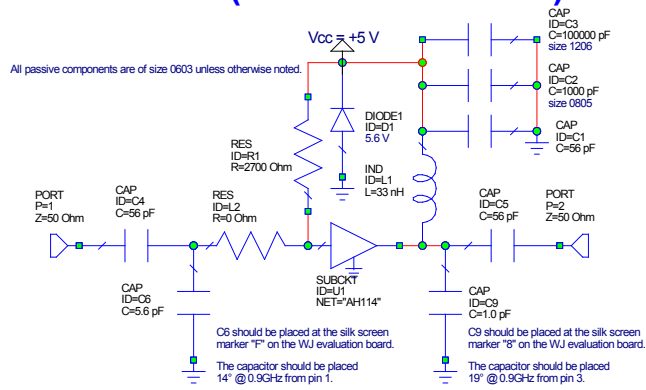 Vcc = +5 V
All passive components are of size 0603 unless otherwise noted.
CAP
ID=C3
C=100000 pF
size 1206
CAP
ID=C2
C=1000 pF
size 0805
CAP
ID=C1
C=56 pF
DIODE1
ID=D1
5.6 V
RES
ID=R1
R=2700 Ohm
IND
ID=L1
L=33 nH
PORT
P=1
Z=50 Ohm
CAP
ID=C4
C=56 pF
RES
ID=L2
R=0 Ohm
CAP
ID=C5
C=56 pF
PORT
P=2
Z=50 Ohm
SUBCKT
ID=U1
NET="AH114"
CAP
ID=C6
C=5.6 pF
CAP
ID=C9
C=1.0 pF
C6 should be placed at the silk screen
marker "F" on the WJ evaluation board.
The capacitor should be placed
14° @ 0.9GHz from pin 1.
C9 should be placed at the silk screen
marker "8" on the WJ evaluation board.
The capacitor should be placed
19° @ 0.9GHz from pin 3.